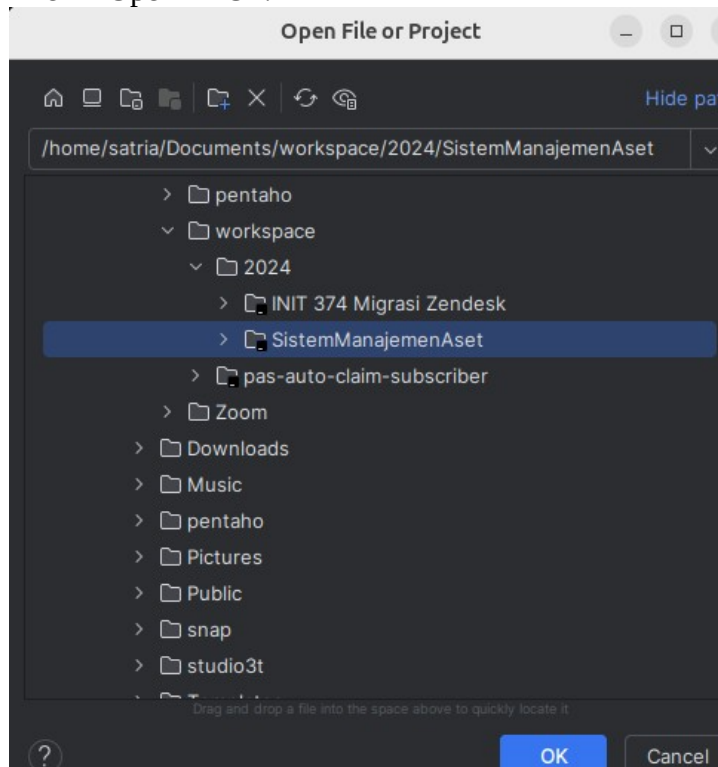 Open File or Project
Hide pa
/home/satria/Documents/workspace/2024/SistemManajemenAset
pentaho
workspace
2024
INIT 374 Migrasi Zendesk
SistemManajemenAset
pas-auto-claim-subscriber
Zoom
Downloads
Music
pentaho
Pictures
Public
snap
studio3t
Drag and drop a file into the space above to quickly locate it
?
OK
Cancel